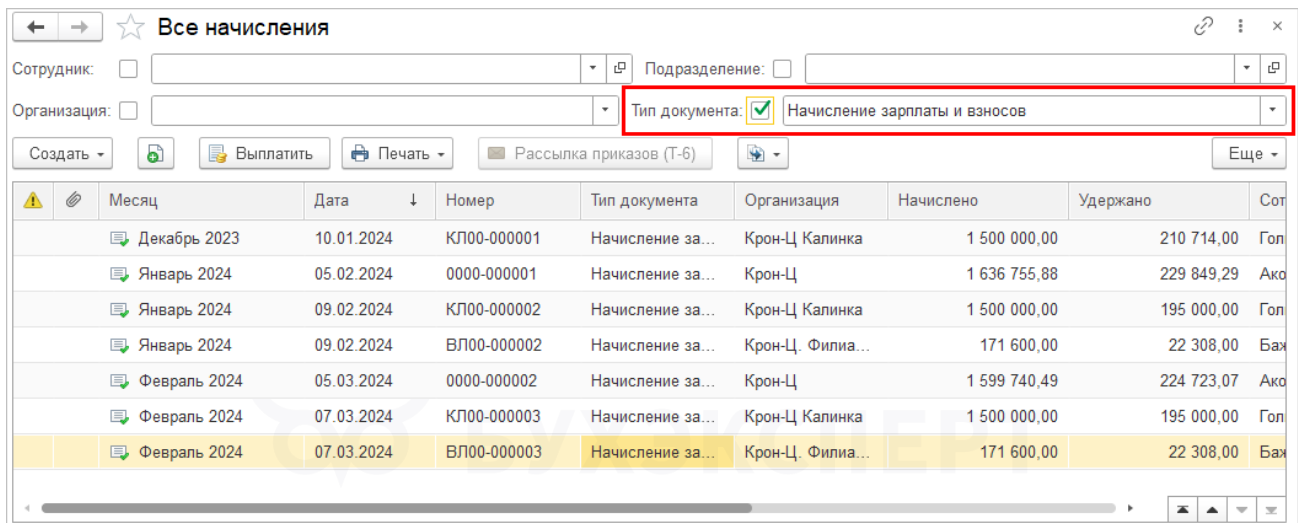 Все начисления
Сотрудник: Подразделение:
Организация: Тип документа: Начисление зарплаты и взносов
Создать Выплатить Печать Рассылка приказов (Т-6) Еще
Месяц Дата ↓ Номер Тип документа Организация Начислено Удержано Сот
Декабрь 2023 10.01.2024 КЛ00-000001 Начисление за... Крон-Ц Калинка 1 500 000,00 210 714,00 Гол
Январь 2024 05.02.2024 0000-000001 Начисление за... Крон-Ц 1 636 755,88 229 849,29 Ако
Январь 2024 09.02.2024 КЛ00-000002 Начисление за... Крон-Ц Калинка 1 500 000,00 195 000,00 Гол
Январь 2024 09.02.2024 ВЛ00-000002 Начисление за... Крон-Ц. Филиа... 171 600,00 22 308,00 Баж
Февраль 2024 05.03.2024 0000-000002 Начисление за... Крон-Ц 1 599 740,49 224 723,07 Ако
Февраль 2024 07.03.2024 КЛ00-000003 Начисление за... Крон-Ц Калинка 1 500 000,00 195 000,00 Гол
Февраль 2024 07.03.2024 ВЛ00-000003 Начисление за... Крон-Ц. Филиа... 171 600,00 22 308,00 Баж
БУХЭКСПЕРТ